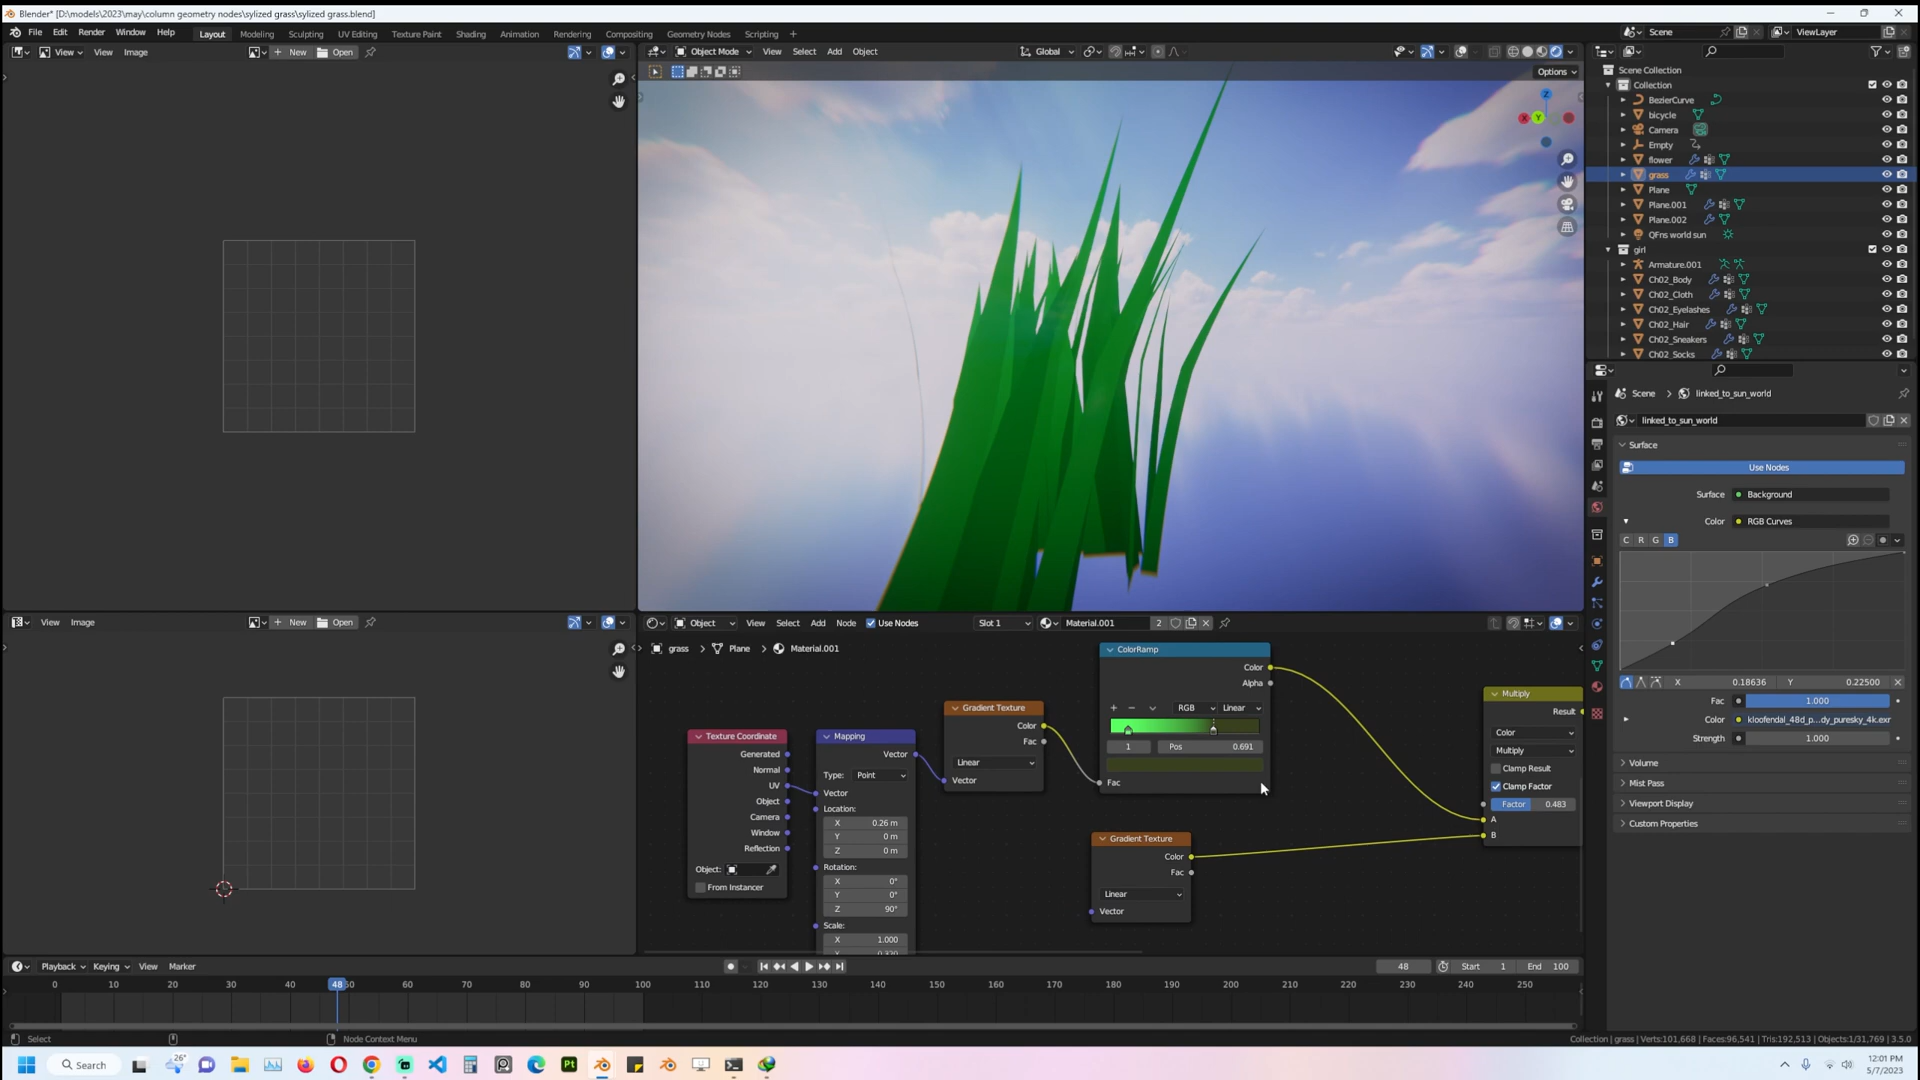 Blender* [D:\models\2023\may\column geometry nodes\sylized grass\sylized grass.blend]
File Edit Render Window Help Layout Modeling Sculpting UV Editing Texture Paint Shading Animation Rendering Compositing Geometry Nodes Scripting + Scene ViewLayer
View View Image + New Open Object Mode View Select Add Object Global
Options
X Y Z
Scene Collection
Collection
BezierCurve
bicycle
Camera
Empty
flower
grass
Plane
Plane.001
Plane.002
QFns world sun
girl
Armature.001
Ch02_Body
Ch02_Cloth
Ch02_Eyelashes
Ch02_Hair
Ch02_Sneakers
Ch02_Socks
Scene > linked_to_sun_world
linked_to_sun_world
Surface
Use Nodes
Surface Background
Color RGB Curves
C R G B
X 0.18636 Y 0.22500
Fac 1.000
Color kloofendal_48d_p...dy_puresky_4k.exr
Strength 1.000
Volume
Mist Pass
Viewport Display
Custom Properties
View Image + New Open Object View Select Add Node Use Nodes Slot 1 Material.001 2
grass > Plane > Material.001
Texture Coordinate
Generated
Normal
UV
Object
Camera
Window
Reflection
Object:
From Instancer
Mapping
Vector
Type: Point
Vector
Location:
X 0.26 m
Y 0 m
Z 0 m
Rotation:
X 0°
Y 0°
Z 90°
Scale:
X 1.000
Gradient Texture
Color
Fac
Linear
Vector
ColorRamp
Color
Alpha
+ − RGB Linear
1 Pos 0.691
Fac
Gradient Texture
Color
Fac
Linear
Vector
Multiply
Result
Color
Multiply
Clamp Result
Clamp Factor
Factor 0.483
A
B
Playback Keying View Marker 48 Start 1 End 100
0 10 20 30 40 48 50 60 70 80 90 100 110 120 130 140 150 160 170 180 190 200 210 220 230 240 250
Select Node Context Menu Collection | grass | Verts:101,668 | Faces:96,541 | Tris:192,513 | Objects:1/31,769 | 3.5.0
Search 26° Pt 12:01 PM
5/7/2023